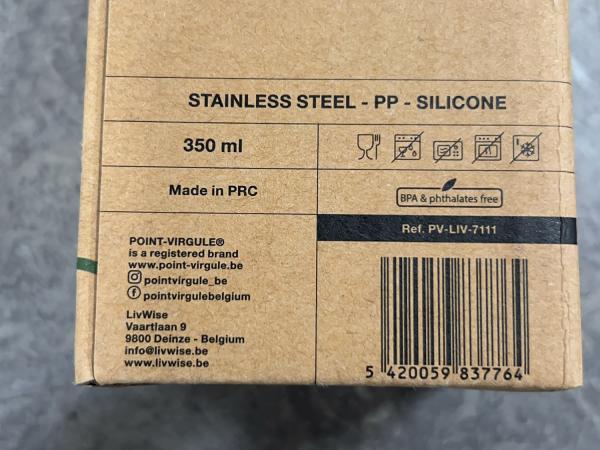 STAINLESS STEEL - PP - SILICONE
350 ml
Made in PRC
BPA & phthalates free
Ref. PV-LIV-7111
POINT-VIRGULE®
is a registered brand
www.point-virgule.be
pointvirgule_be
pointvirgulebelgium
LivWise
Vaartlaan 9
9800 Deinze - Belgium
info@livwise.be
www.livwise.be
5 420059 837764